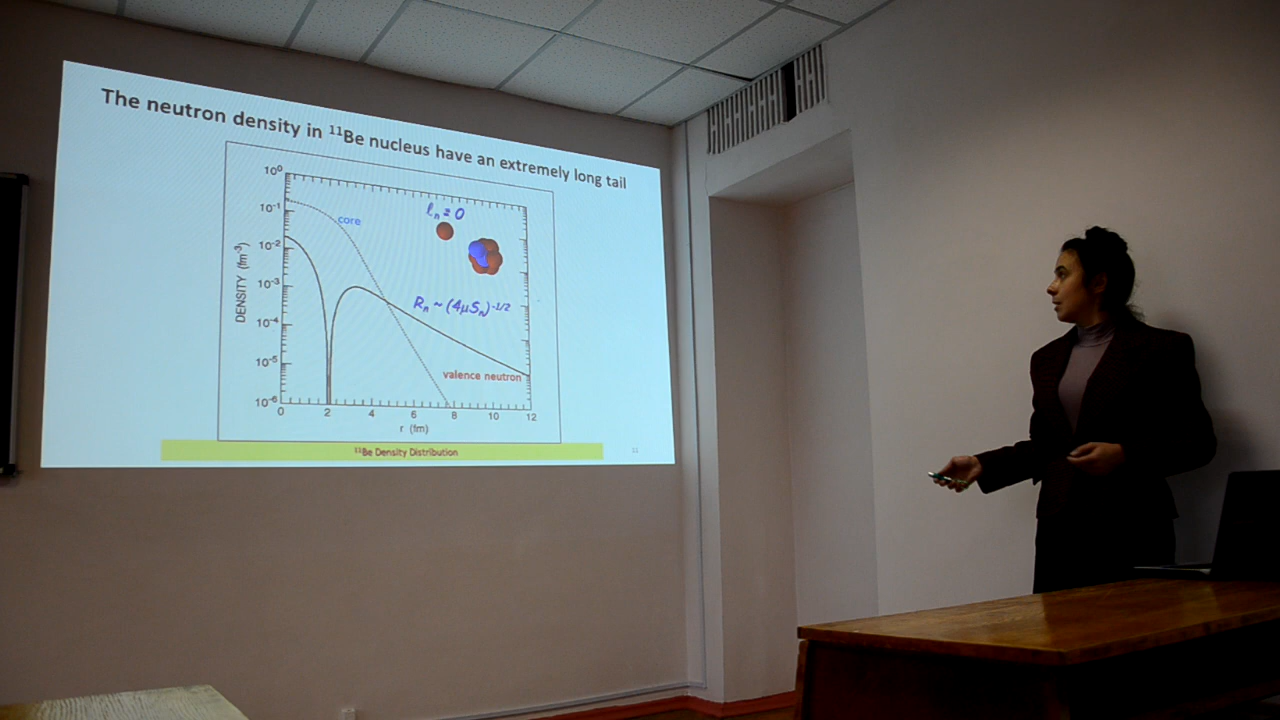 The neutron density in ¹¹Be nucleus have an extremely long tail
10⁰
10⁻¹
10⁻²
10⁻³
10⁻⁴
10⁻⁵
10⁻⁶
DENSITY (fm⁻³)
core
ℓₙ = 0
Rₙ ~ (4μSₙ)⁻¹/²
valence neutron
0 2 4 6 8 10 12
r (fm)
¹¹Be Density Distribution
11